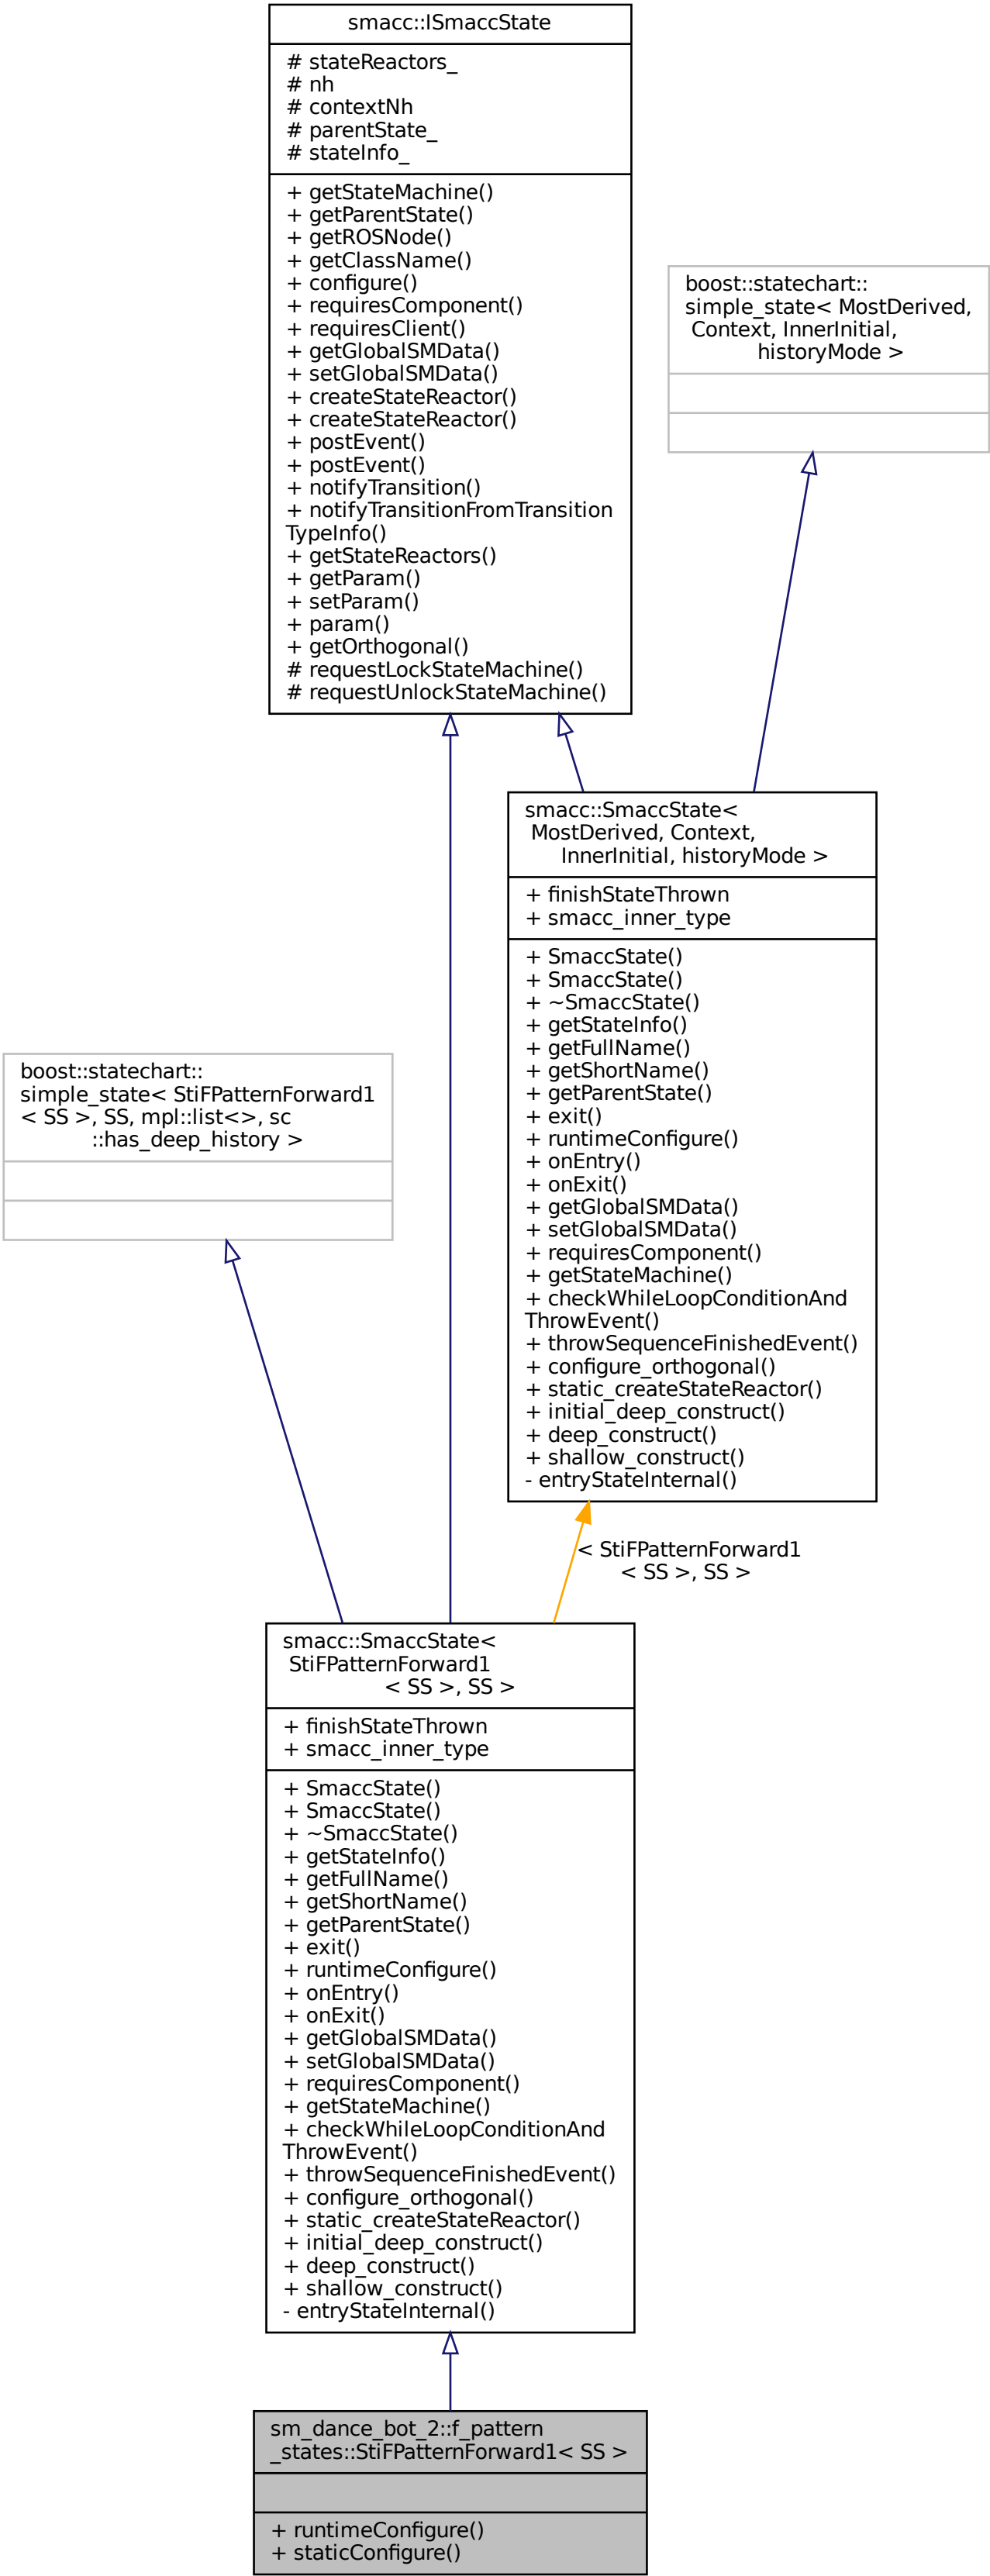 smacc::ISmaccState
# stateReactors_
# nh
# contextNh
# parentState_
# stateInfo_
+ getStateMachine()
+ getParentState()
+ getROSNode()
+ getClassName()
+ configure()
+ requiresComponent()
+ requiresClient()
+ getGlobalSMData()
+ setGlobalSMData()
+ createStateReactor()
+ createStateReactor()
+ postEvent()
+ postEvent()
+ notifyTransition()
+ notifyTransitionFromTransition
TypeInfo()
+ getStateReactors()
+ getParam()
+ setParam()
+ param()
+ getOrthogonal()
# requestLockStateMachine()
# requestUnlockStateMachine()
boost::statechart::
simple_state< MostDerived,
Context, InnerInitial,
historyMode >
smacc::SmaccState<
MostDerived, Context,
InnerInitial, historyMode >
+ finishStateThrown
+ smacc_inner_type
+ SmaccState()
+ SmaccState()
+ ~SmaccState()
+ getStateInfo()
+ getFullName()
+ getShortName()
+ getParentState()
+ exit()
+ runtimeConfigure()
+ onEntry()
+ onExit()
+ getGlobalSMData()
+ setGlobalSMData()
+ requiresComponent()
+ getStateMachine()
+ checkWhileLoopConditionAnd
ThrowEvent()
+ throwSequenceFinishedEvent()
+ configure_orthogonal()
+ static_createStateReactor()
+ initial_deep_construct()
+ deep_construct()
+ shallow_construct()
- entryStateInternal()
boost::statechart::
simple_state< StiFPatternForward1
< SS >, SS, mpl::list<>, sc
::has_deep_history >
< StiFPatternForward1
< SS >, SS >
smacc::SmaccState<
StiFPatternForward1
< SS >, SS >
+ finishStateThrown
+ smacc_inner_type
+ SmaccState()
+ SmaccState()
+ ~SmaccState()
+ getStateInfo()
+ getFullName()
+ getShortName()
+ getParentState()
+ exit()
+ runtimeConfigure()
+ onEntry()
+ onExit()
+ getGlobalSMData()
+ setGlobalSMData()
+ requiresComponent()
+ getStateMachine()
+ checkWhileLoopConditionAnd
ThrowEvent()
+ throwSequenceFinishedEvent()
+ configure_orthogonal()
+ static_createStateReactor()
+ initial_deep_construct()
+ deep_construct()
+ shallow_construct()
- entryStateInternal()
sm_dance_bot_2::f_pattern
_states::StiFPatternForward1< SS >
+ runtimeConfigure()
+ staticConfigure()